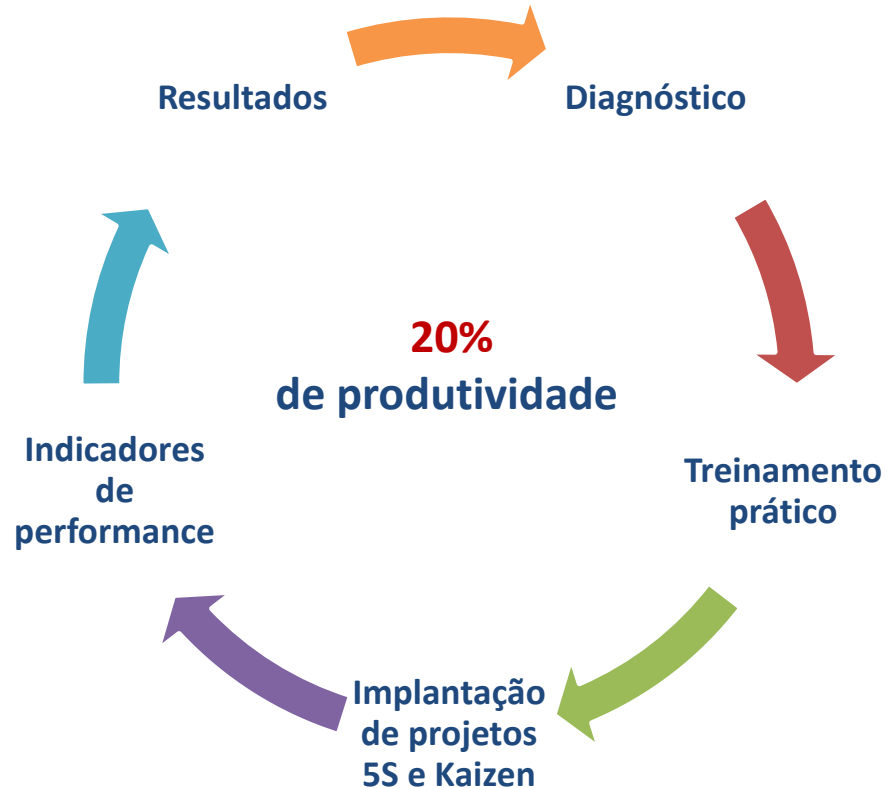 Resultados
Diagnóstico
20%
de produtividade
Indicadores
de
performance
Treinamento
prático
Implantação
de projetos
5S e Kaizen